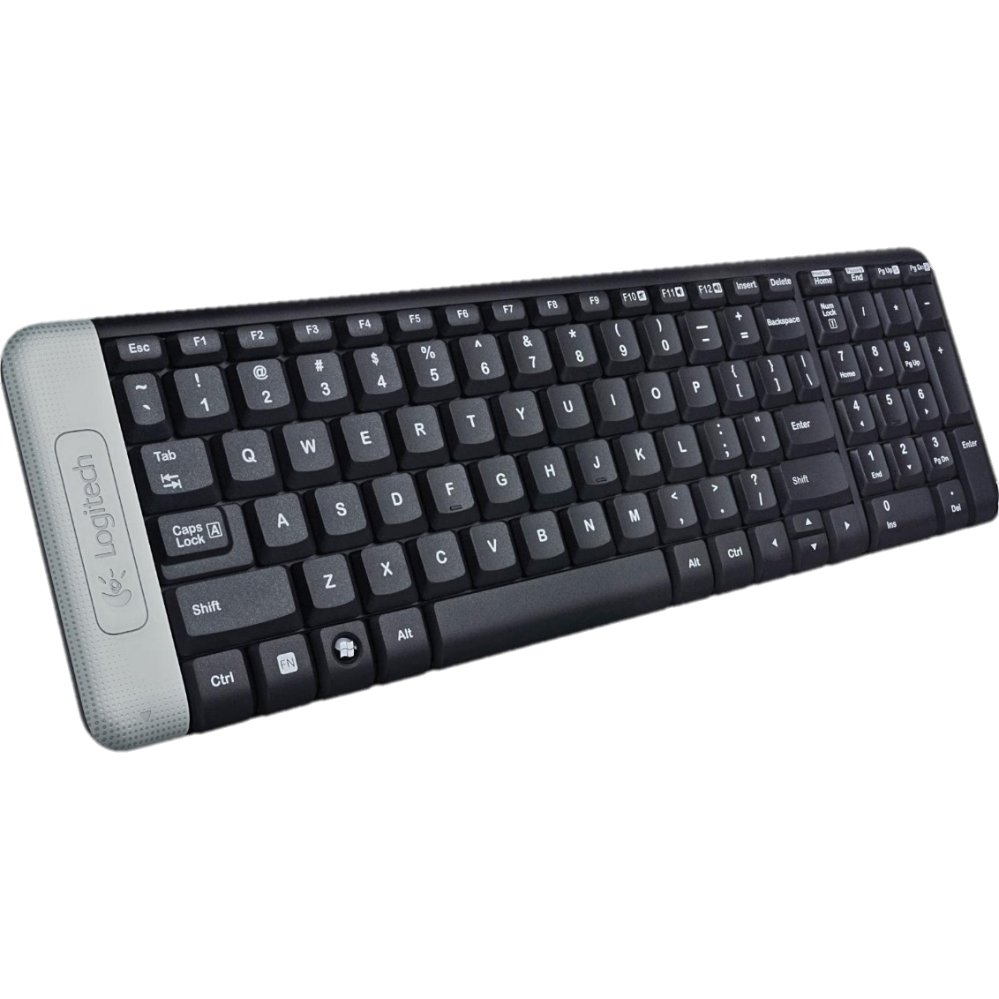 Logitech
Esc F1 F2 F3 F4 F5 F6 F7 F8 F9 F10 F11 F12 Insert Delete Home End Pg Up Pg Dn
~ ! @ # $ % ^ & * ( ) — + Backspace Num / * -
` 1 2 3 4 5 6 7 8 9 0 - = Lock
1
Tab Q W E R T Y U I O P { } | 7 8 9 +
[ ] \ Home Pg Up
Caps A S D F G H J K L : " Enter 4 5 6
Lock A ; '
Shift Z X C V B N M < > ? Shift 1 2 3 Enter
, . / End Pg Dn
Ctrl FN Alt Alt Ctrl 0 .
Ins Del